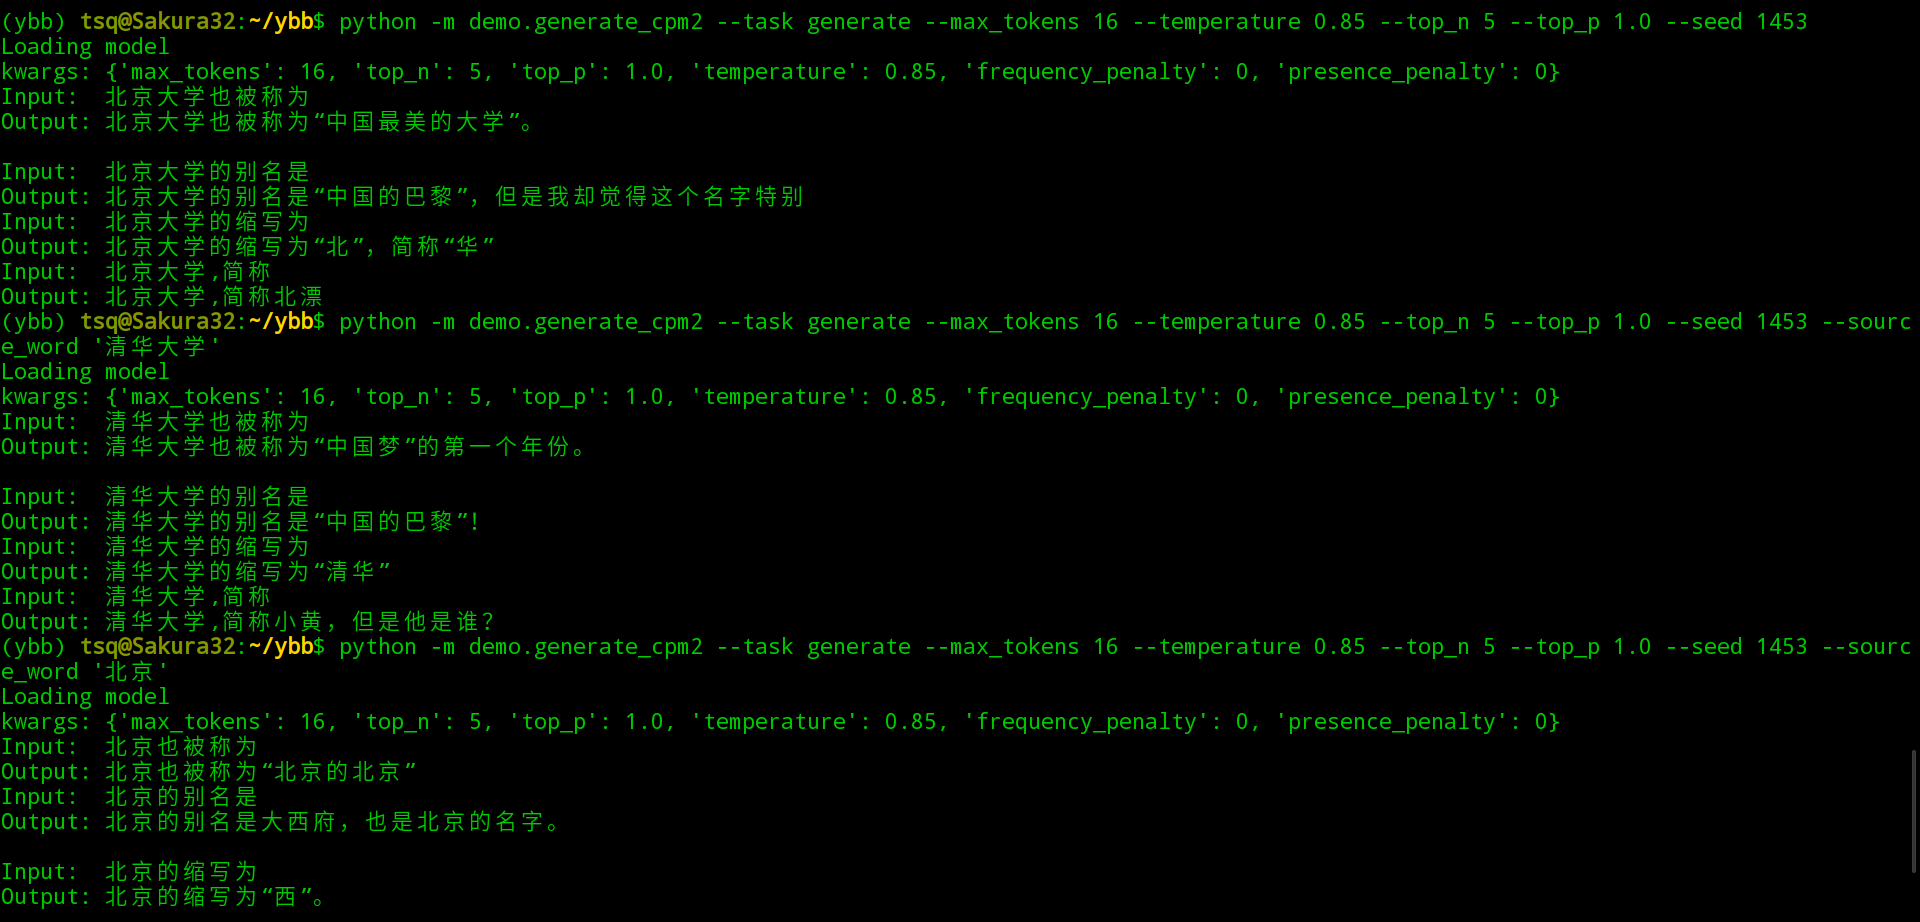 (ybb) tsq@Sakura32:~/ybb$ python -m demo.generate_cpm2 --task generate --max_tokens 16 --temperature 0.85 --top_n 5 --top_p 1.0 --seed 1453
Loading model
kwargs: {'max_tokens': 16, 'top_n': 5, 'top_p': 1.0, 'temperature': 0.85, 'frequency_penalty': 0, 'presence_penalty': 0}
Input:  北京大学也被称为
Output: 北京大学也被称为“中国最美的大学”。
Input:  北京大学的别名是
Output: 北京大学的别名是“中国的巴黎”，但是我却觉得这个名字特别
Input:  北京大学的缩写为
Output: 北京大学的缩写为“北”，简称“华”
Input:  北京大学,简称
Output: 北京大学,简称北漂
(ybb) tsq@Sakura32:~/ybb$ python -m demo.generate_cpm2 --task generate --max_tokens 16 --temperature 0.85 --top_n 5 --top_p 1.0 --seed 1453 --sourc
e_word '清华大学'
Loading model
kwargs: {'max_tokens': 16, 'top_n': 5, 'top_p': 1.0, 'temperature': 0.85, 'frequency_penalty': 0, 'presence_penalty': 0}
Input:  清华大学也被称为
Output: 清华大学也被称为“中国梦”的第一个年份。
Input:  清华大学的别名是
Output: 清华大学的别名是“中国的巴黎”!
Input:  清华大学的缩写为
Output: 清华大学的缩写为“清华”
Input:  清华大学,简称
Output: 清华大学,简称小黄，但是他是谁?
(ybb) tsq@Sakura32:~/ybb$ python -m demo.generate_cpm2 --task generate --max_tokens 16 --temperature 0.85 --top_n 5 --top_p 1.0 --seed 1453 --sourc
e_word '北京'
Loading model
kwargs: {'max_tokens': 16, 'top_n': 5, 'top_p': 1.0, 'temperature': 0.85, 'frequency_penalty': 0, 'presence_penalty': 0}
Input:  北京也被称为
Output: 北京也被称为“北京的北京”
Input:  北京的别名是
Output: 北京的别名是大西府，也是北京的名字。
Input:  北京的缩写为
Output: 北京的缩写为“西”。